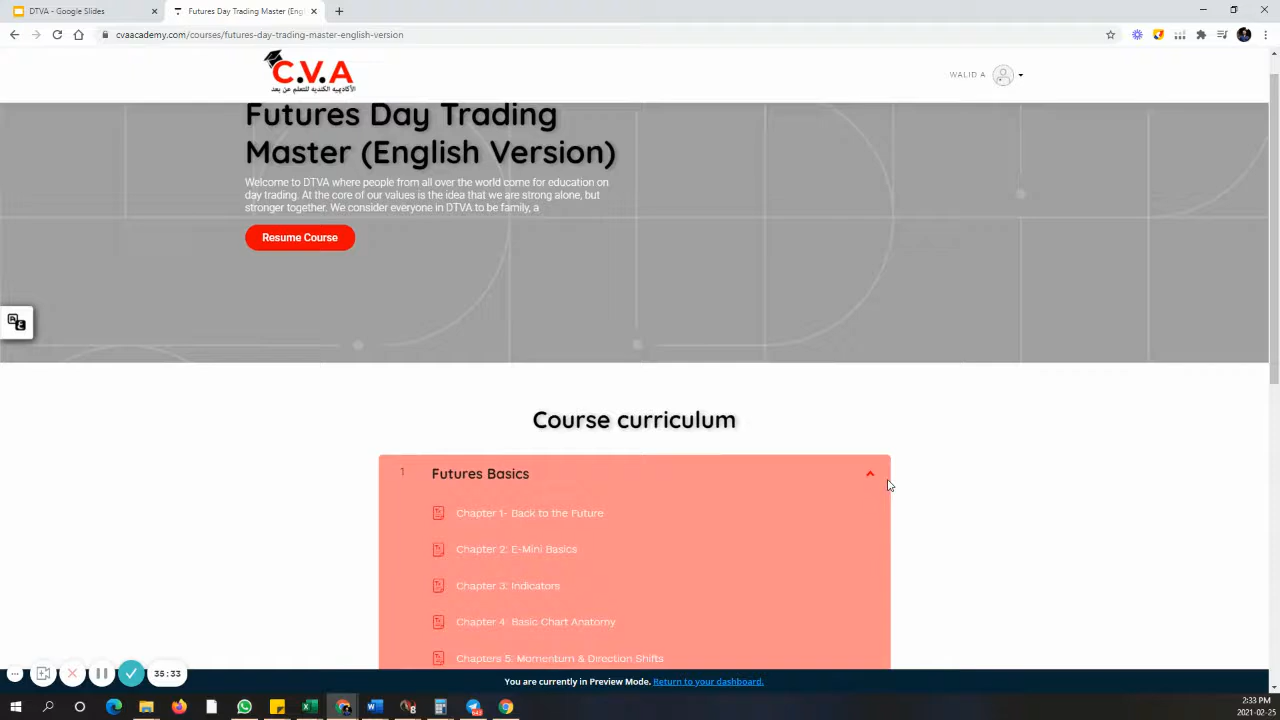 DTVA - Google Slides
Futures Day Trading Master (Engl
cvaacademy.com/courses/futures-day-trading-master-english-version
C.V.A
الأكاديميه الكنديه للتعلم عن بعد
WALID A
Futures Day Trading
Master (English Version)
Welcome to DTVA where people from all over the world come for education on
day trading. At the core of our values is the idea that we are strong alone, but
stronger together. We consider everyone in DTVA to be family, a
Resume Course
Course curriculum
1 Futures Basics
Chapter 1- Back to the Future
Chapter 2: E-Mini Basics
Chapter 3: Indicators
Chapter 4: Basic Chart Anatomy
Chapters 5: Momentum & Direction Shifts
35:33
You are currently in Preview Mode. Return to your dashboard.
2:33 PM
2021-02-25